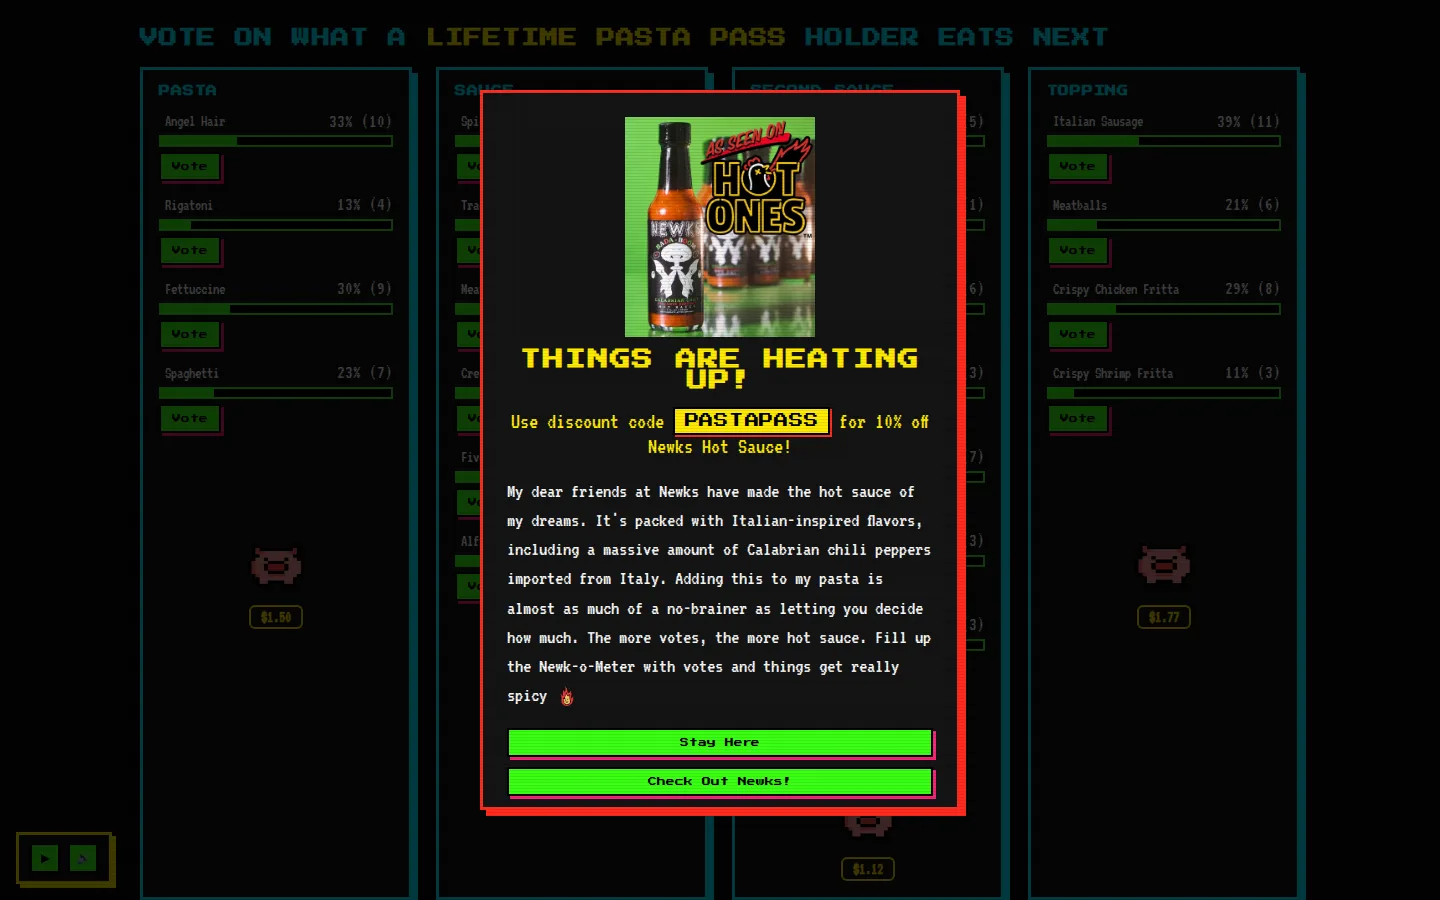 VOTE ON WHAT A LIFETIME PASTA PASS HOLDER EATS NEXT
PASTA
Angel Hair 33% (10)
Vote
Rigatoni 13% (4)
Vote
Fettuccine 30% (9)
Vote
Spaghetti 23% (7)
Vote
$1.50
SECOND SAUCE
$1.12
TOPPING
Italian Sausage 39% (11)
Vote
Meatballs 21% (6)
Vote
Crispy Chicken Fritta 29% (8)
Vote
Crispy Shrimp Fritta 11% (3)
Vote
$1.77
AS SEEN ON
HOT
ONES
NEWK
THINGS ARE HEATING
UP!
Use discount code PASTAPASS for 10% off
Newks Hot Sauce!
My dear friends at Newks have made the hot sauce of
my dreams. It's packed with Italian-inspired flavors,
including a massive amount of Calabrian chili peppers
imported from Italy. Adding this to my pasta is
almost as much of a no-brainer as letting you decide
how much. The more votes, the more hot sauce. Fill up
the Newk-o-Meter with votes and things get really
spicy 🔥
Stay Here
Check Out Newks!